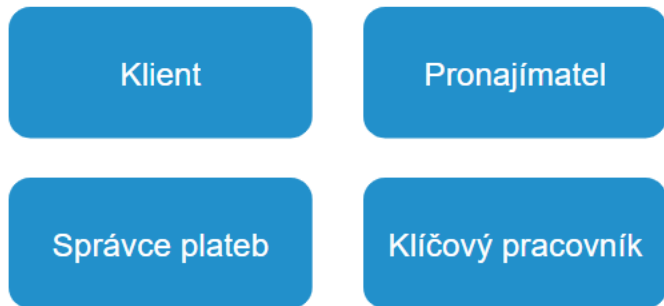 Klient
Pronajímatel
Správce plateb
Klíčový pracovník